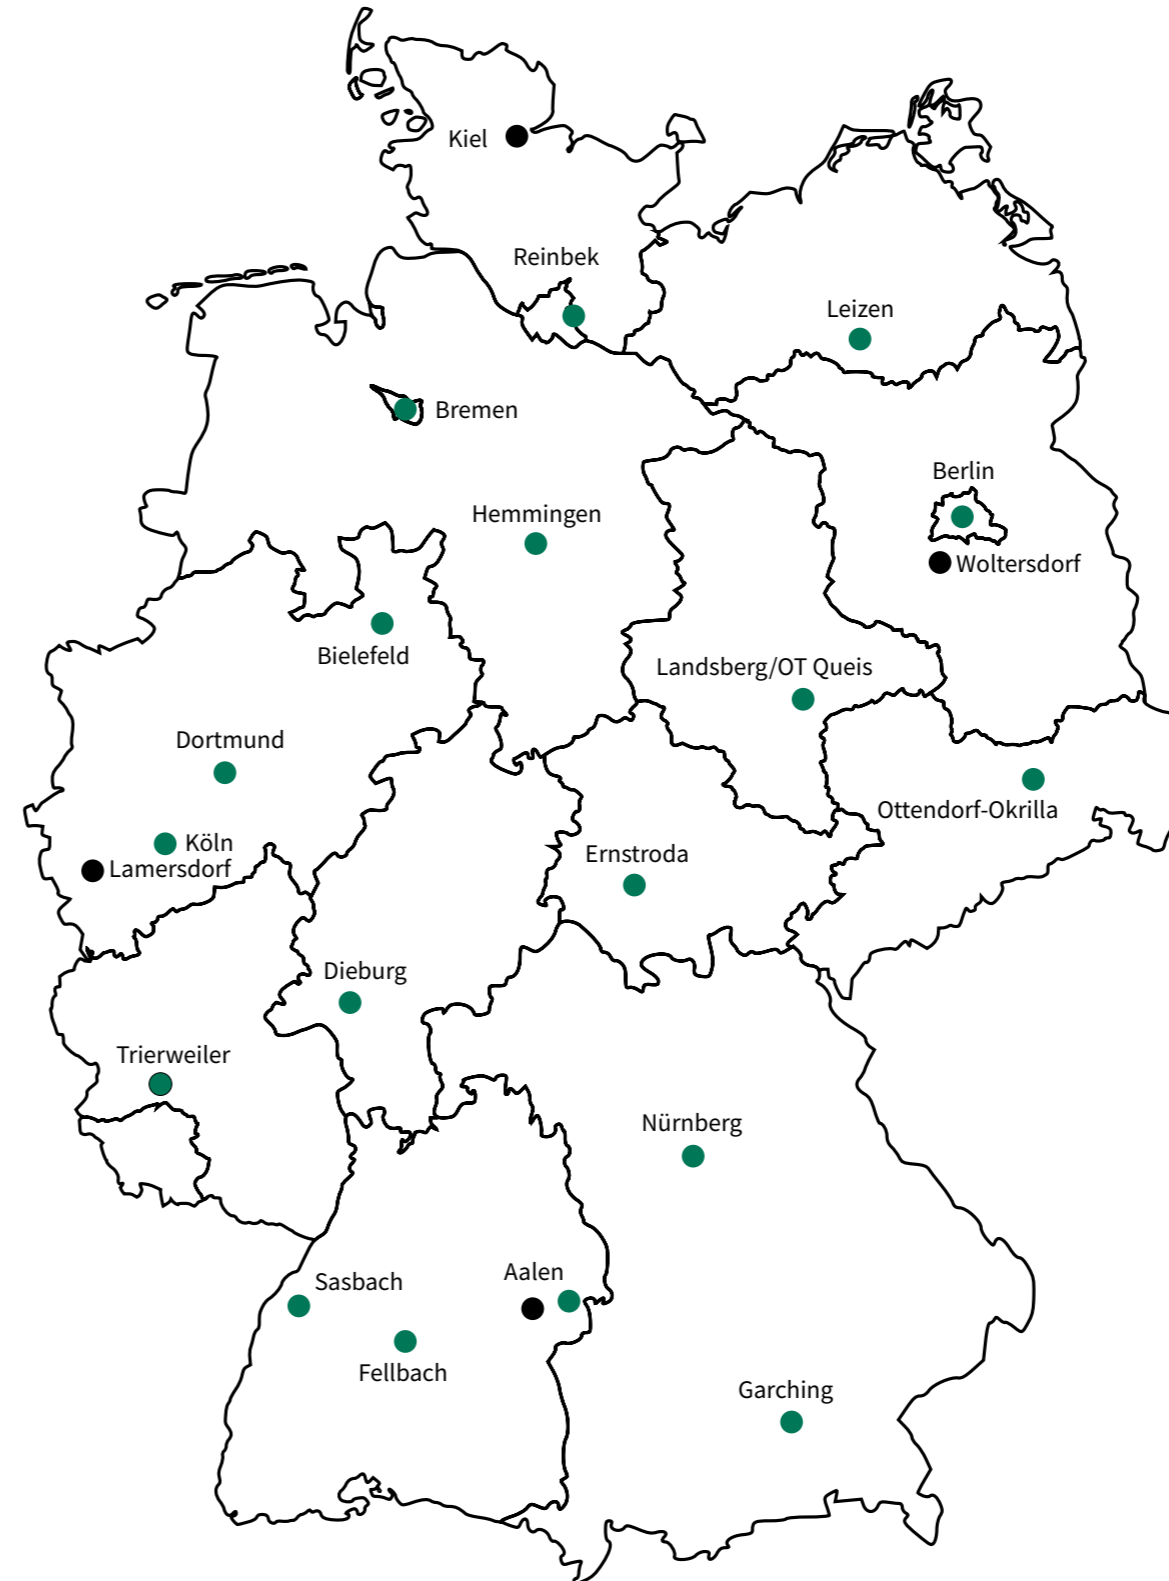 Kiel
Reinbek
Leizen
Bremen
Berlin
Hemmingen
Woltersdorf
Bielefeld
Landsberg/OT Queis
Dortmund
Ottendorf-Okrilla
Köln
Lamersdorf
Ernstroda
Dieburg
Trierweiler
Nürnberg
Aalen
Sasbach
Fellbach
Garching